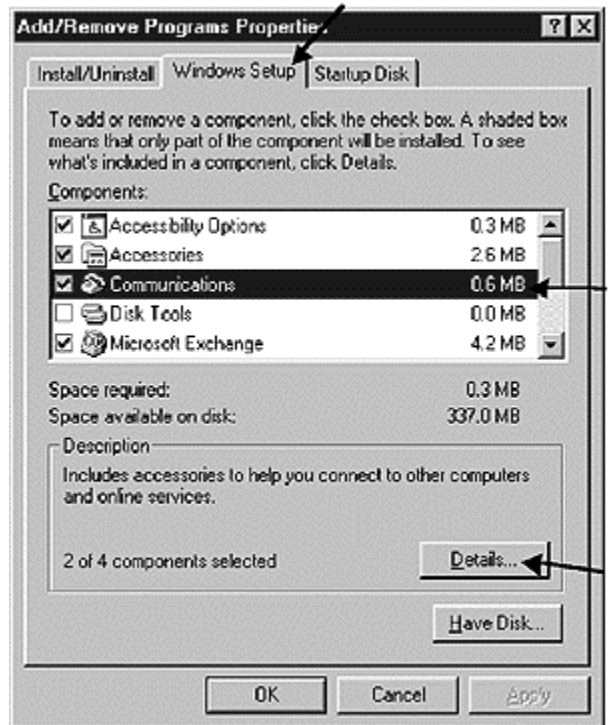 Add/Remove Programs Properties
Install/Uninstall Windows Setup Startup Disk
To add or remove a component, click the check box. A shaded box
means that only part of the component will be installed. To see
what's included in a component, click Details.
Components:
Accessibility Options 0.3 MB
Accessories 2.6 MB
Communications 0.6 MB
Disk Tools 0.0 MB
Microsoft Exchange 4.2 MB
Space required: 0.3 MB
Space available on disk: 337.0 MB
Description
Includes accessories to help you connect to other computers
and online services.
2 of 4 components selected Details...
Have Disk...
OK Cancel Apply